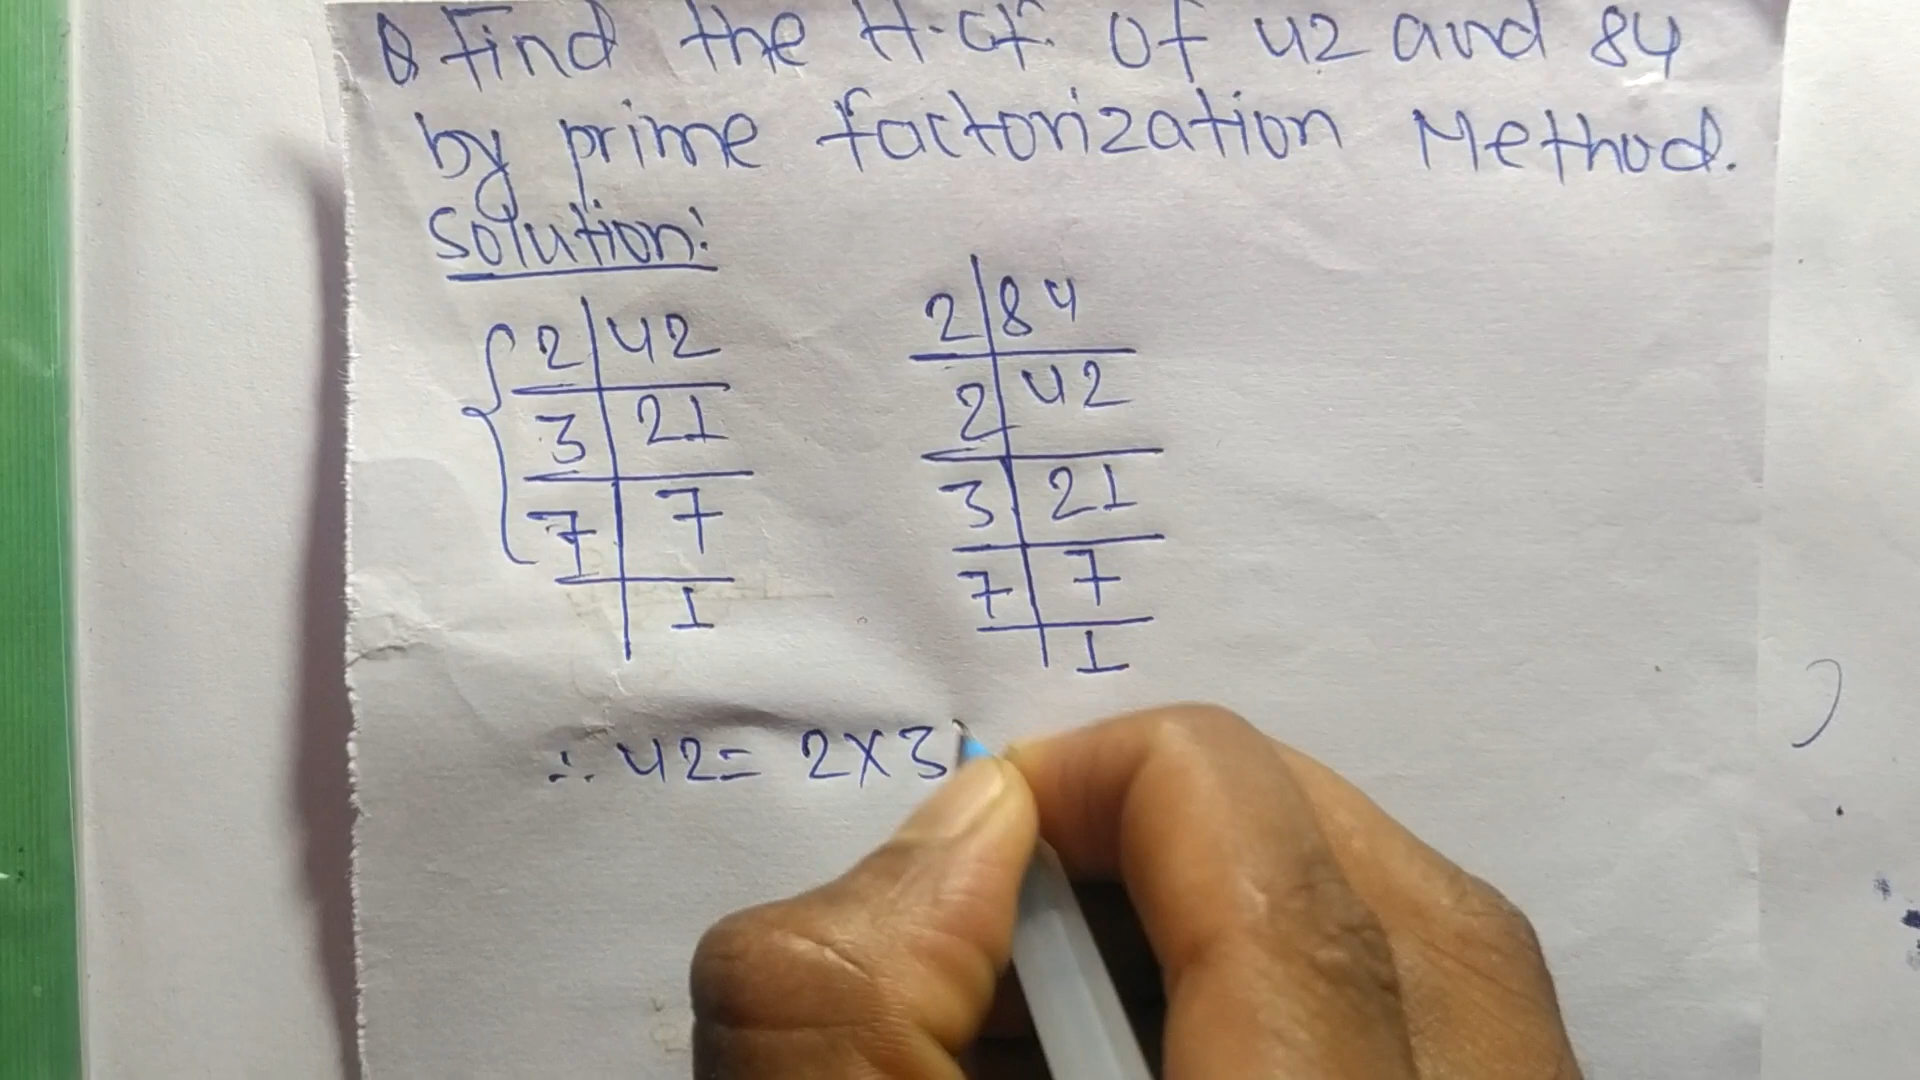 Q Find the H.C.F. of 42 and 84
by prime factorization Method.
Solution:
2 | 42
3 | 21
7 | 7
1
2 | 84
2 | 42
3 | 21
7 | 7
1
∴ 42 = 2×3